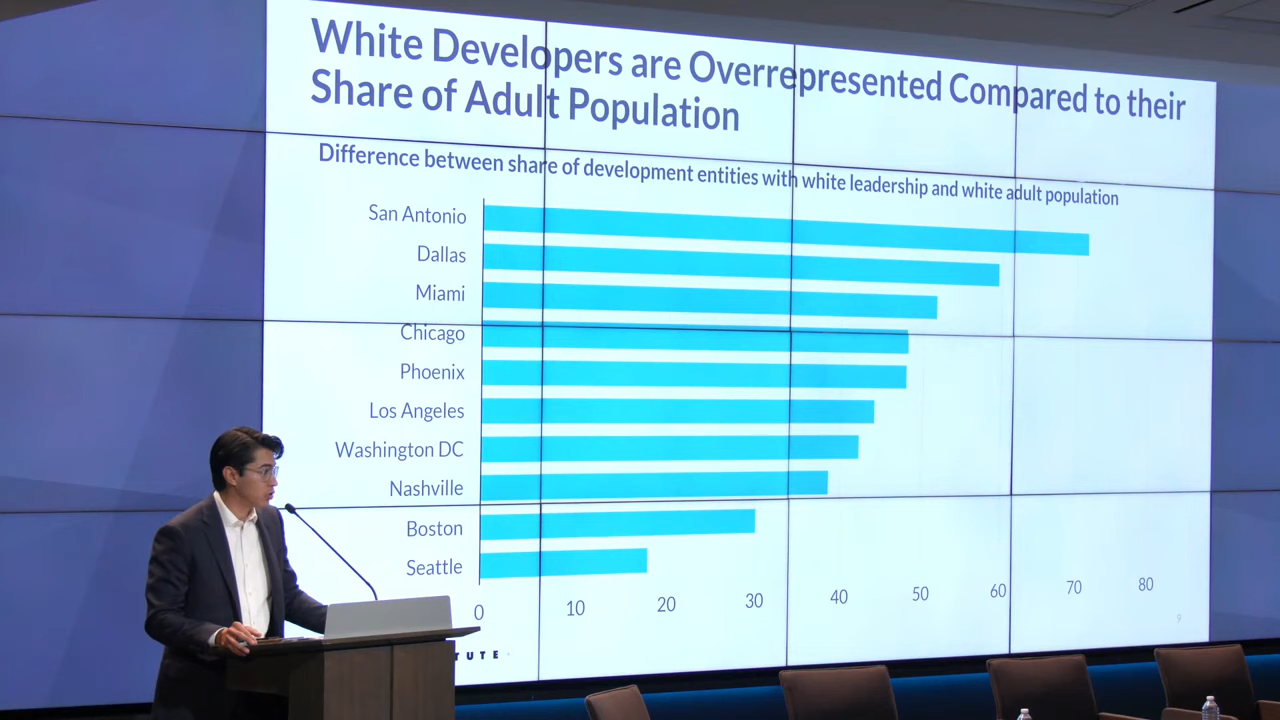 White Developers are Overrepresented Compared to their
Share of Adult Population
Difference between share of development entities with white leadership and white adult population
San Antonio
Dallas
Miami
Chicago
Phoenix
Los Angeles
Washington DC
Nashville
Boston
Seattle
0 10 20 30 40 50 60 70 80
9